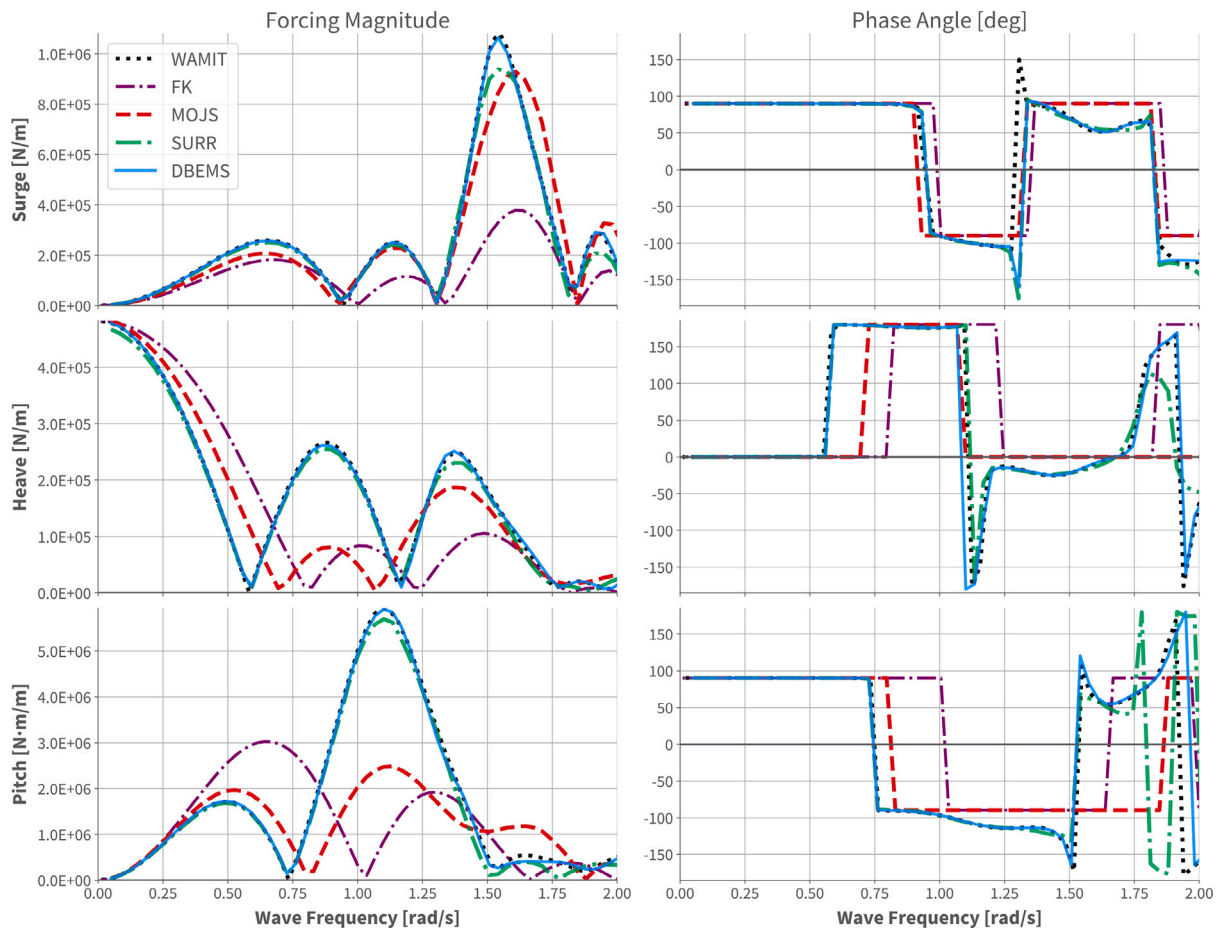 Forcing Magnitude
Phase Angle [deg]
WAMIT
FK
MOJS
SURR
DBEMS
Surge [N/m]
1.0E+06
8.0E+05
6.0E+05
4.0E+05
2.0E+05
0.0E+00
150
100
50
0
-50
-100
-150
Heave [N/m]
4.0E+05
3.0E+05
2.0E+05
1.0E+05
0.0E+00
150
100
50
0
-50
-100
-150
Pitch [N·m/m]
5.0E+06
4.0E+06
3.0E+06
2.0E+06
1.0E+06
0.0E+00
150
100
50
0
-50
-100
-150
0.00 0.25 0.50 0.75 1.00 1.25 1.50 1.75 2.00
0.00 0.25 0.50 0.75 1.00 1.25 1.50 1.75 2.00
Wave Frequency [rad/s]
Wave Frequency [rad/s]